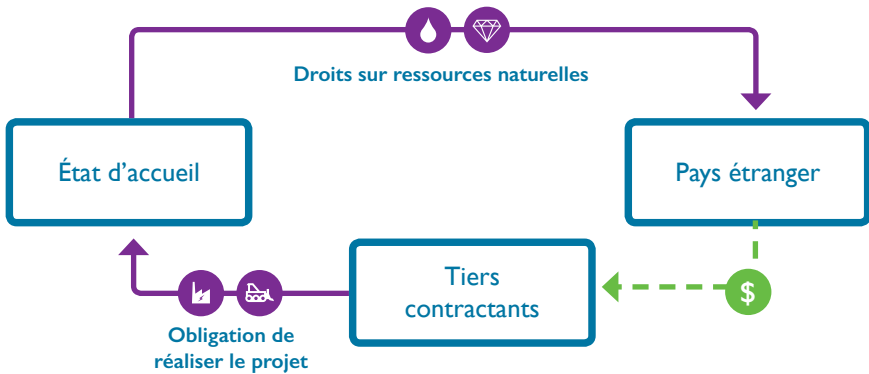 Droits sur ressources naturelles
État d’accueil
Pays étranger
Tiers
contractants
$
Obligation de
réaliser le projet